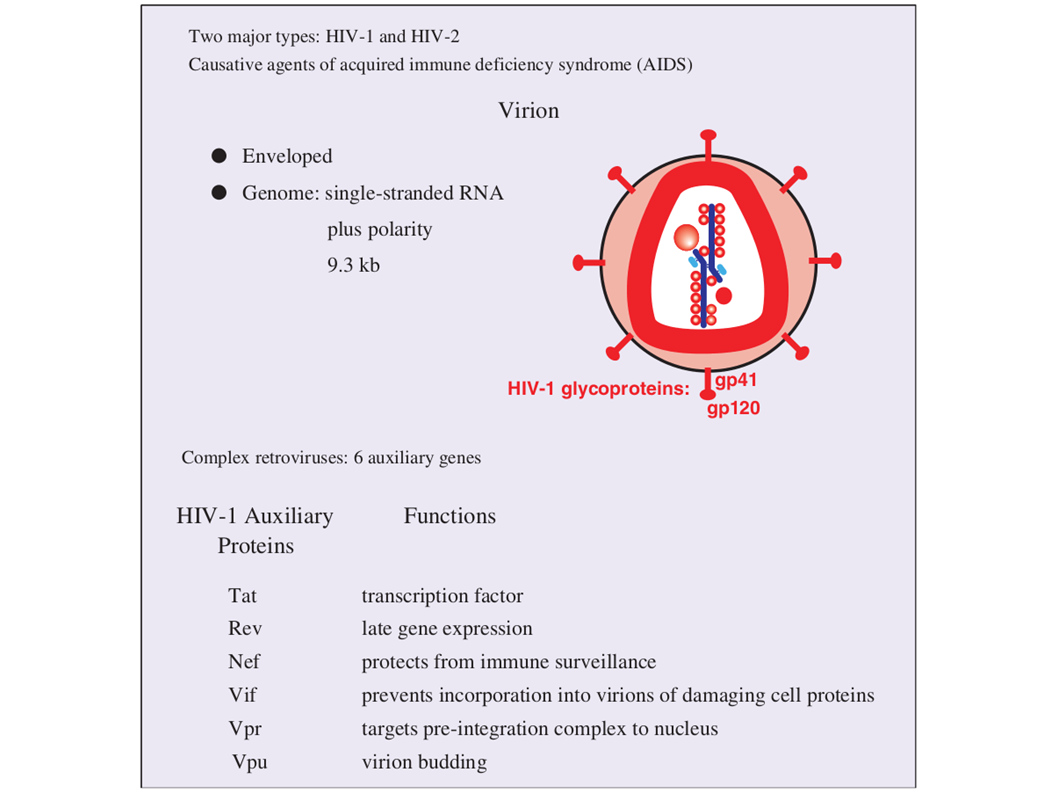 Two major types: HIV-1 and HIV-2
Causative agents of acquired immune deficiency syndrome (AIDS)
Virion
● Enveloped
● Genome: single-stranded RNA
plus polarity
9.3 kb
HIV-1 glycoproteins: gp41
gp120
Complex retroviruses: 6 auxiliary genes
HIV-1 Auxiliary Functions
Proteins
Tat transcription factor
Rev late gene expression
Nef protects from immune surveillance
Vif prevents incorporation into virions of damaging cell proteins
Vpr targets pre-integration complex to nucleus
Vpu virion budding